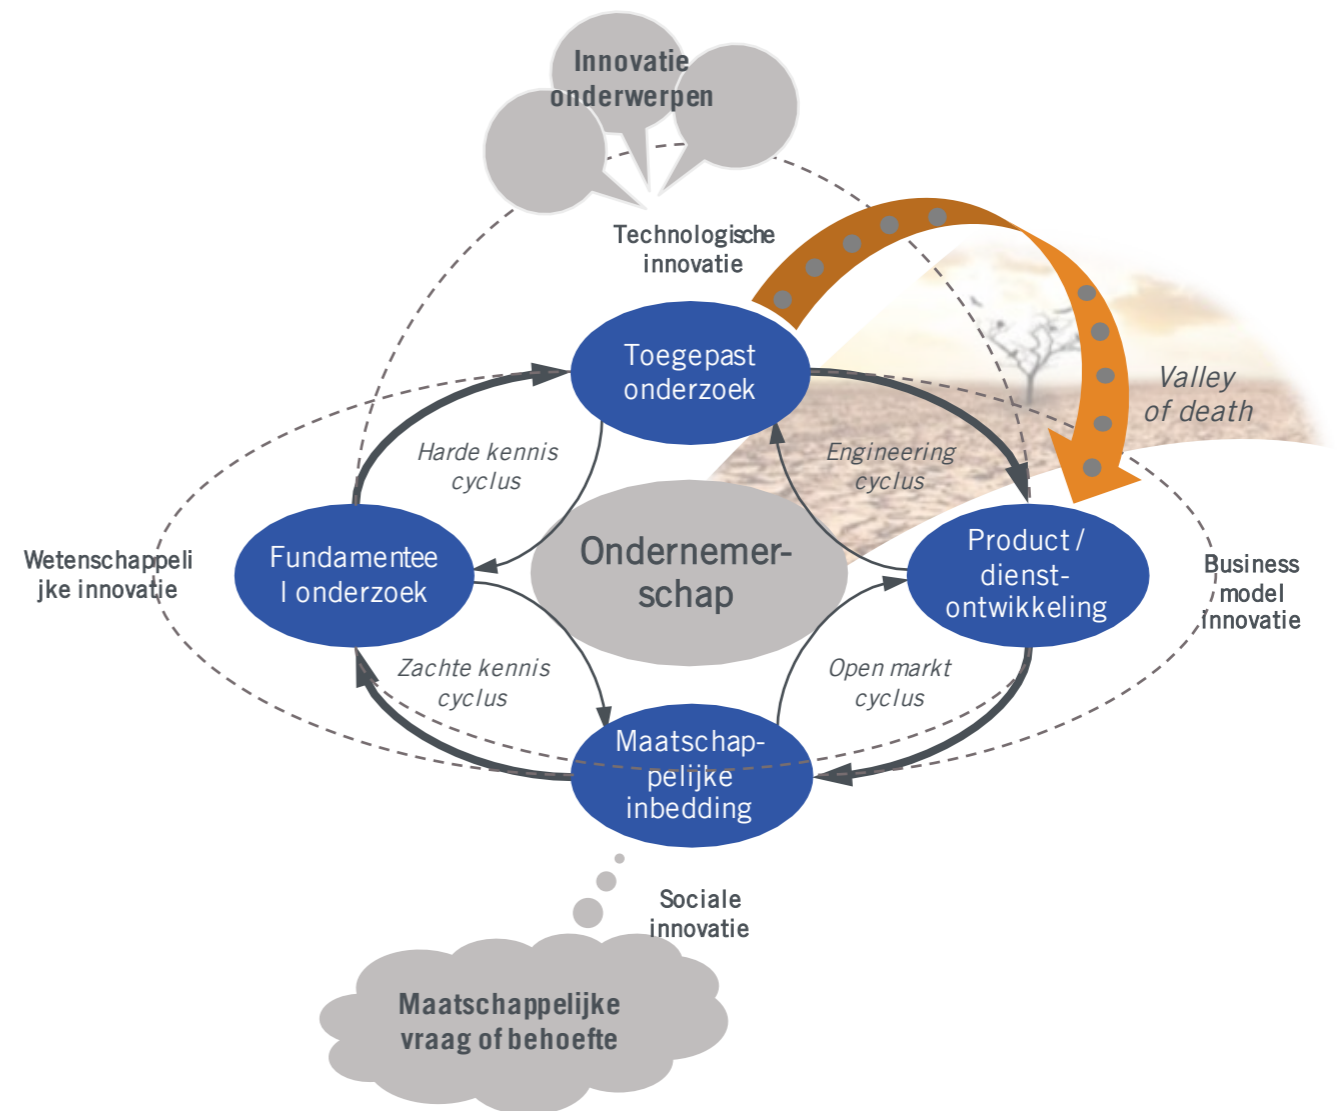 Innovatie
onderwerpen
Technologische
innovatie
Toegepast
onderzoek
Valley
of death
Harde kennis
cyclus
Engineering
cyclus
Wetenschappeli
jke innovatie
Fundamentee
l onderzoek
Ondernemer-
schap
Product /
dienst-
ontwikkeling
Business
model
innovatie
Zachte kennis
cyclus
Open markt
cyclus
Maatschap-
pelijke
inbedding
Sociale
innovatie
Maatschappelijke
vraag of behoefte